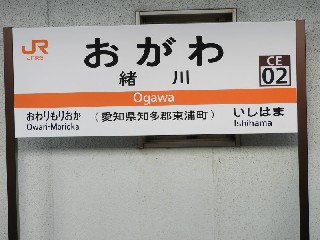 JR
JR東海
おがわ
緒川
Ogawa
CE
02
おわりもりおか
Owari-Morioka
(愛知県知多郡東浦町)
いしはま
Ishihama